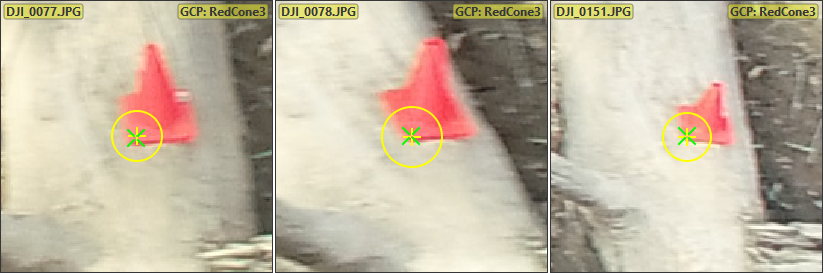 DJI_0077.JPG
GCP: RedCone3
DJI_0078.JPG
GCP: RedCone3
DJI_0151.JPG
GCP: RedCone3